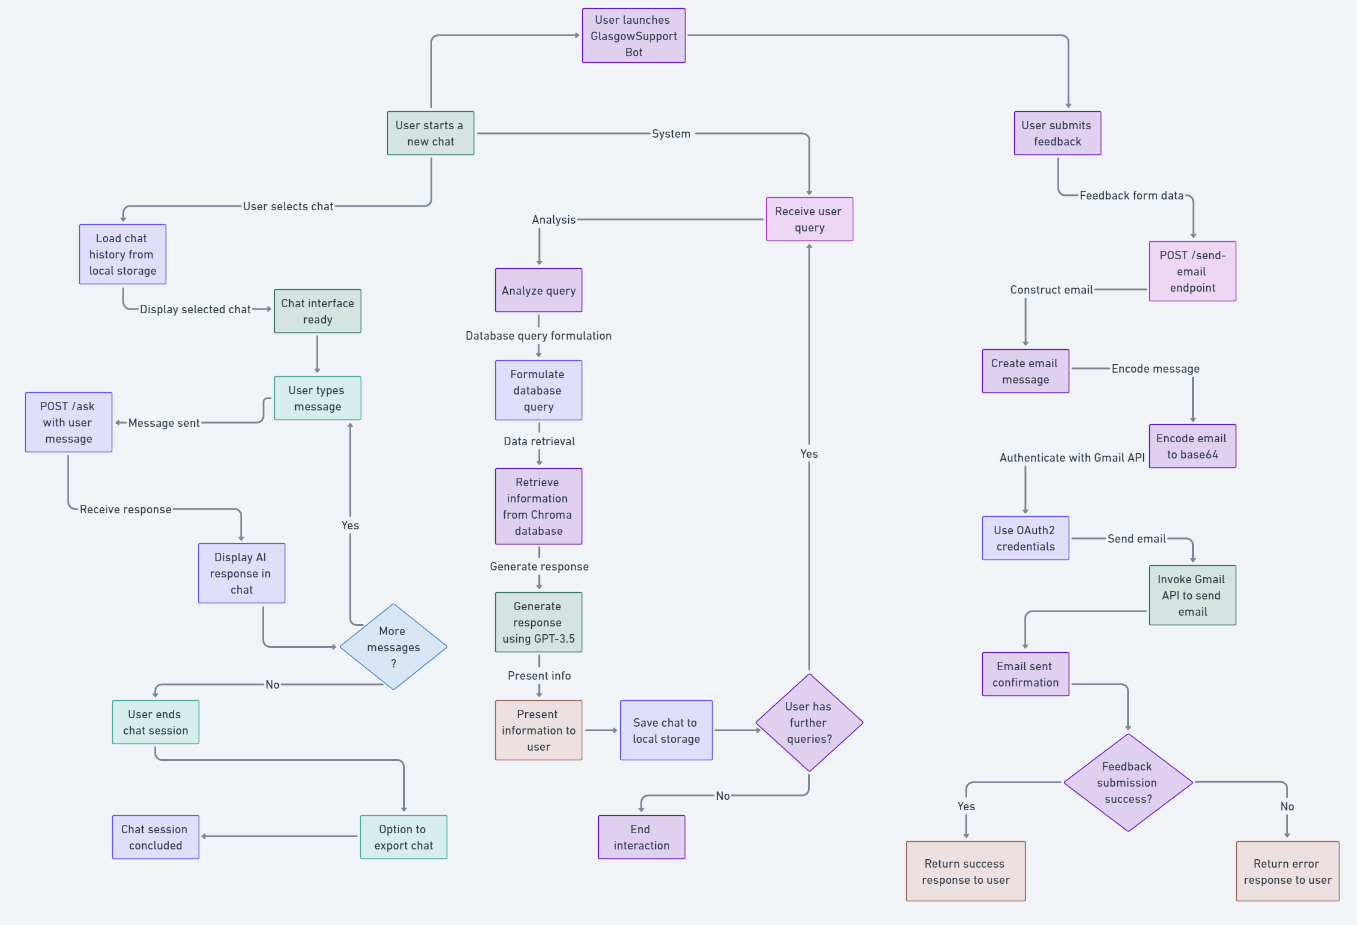 User launches
GlasgowSupport
Bot
User starts a
new chat
System
User submits
feedback
User selects chat
Feedback form data
Receive user
query
Analysis
Load chat
history from
local storage
Display selected chat
Chat interface
ready
Analyze query
POST /send-
email
endpoint
Construct email
Database query formulation
User types
message
Formulate
database
query
Create email
message
Encode message
POST /ask
with user
message
Message sent
Data retrieval
Yes
Encode email
to base64
Authenticate with Gmail API
Retrieve
information
from Chroma
database
Receive response
Yes
Use OAuth2
credentials
Send email
Display AI
response in
chat
Generate response
Invoke Gmail
API to send
email
Generate
response
using GPT-3.5
More
messages
?
Present info
Email sent
confirmation
No
User ends
chat session
Present
information to
user
Save chat to
local storage
User has
further
queries?
Feedback
submission
success?
No
Yes
No
Chat session
concluded
Option to
export chat
End
interaction
Return success
response to user
Return error
response to user